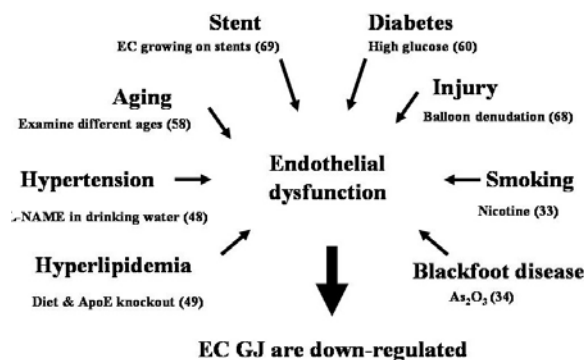 Stent
EC growing on stents (69)
Diabetes
High glucose (60)
Aging
Examine different ages (58)
Injury
Balloon denudation (68)
Hypertension
L-NAME in drinking water (48)
Endothelial
dysfunction
Smoking
Nicotine (33)
Hyperlipidemia
Diet & ApoE knockout (49)
Blackfoot disease
As₂O₃ (34)
EC GJ are down-regulated